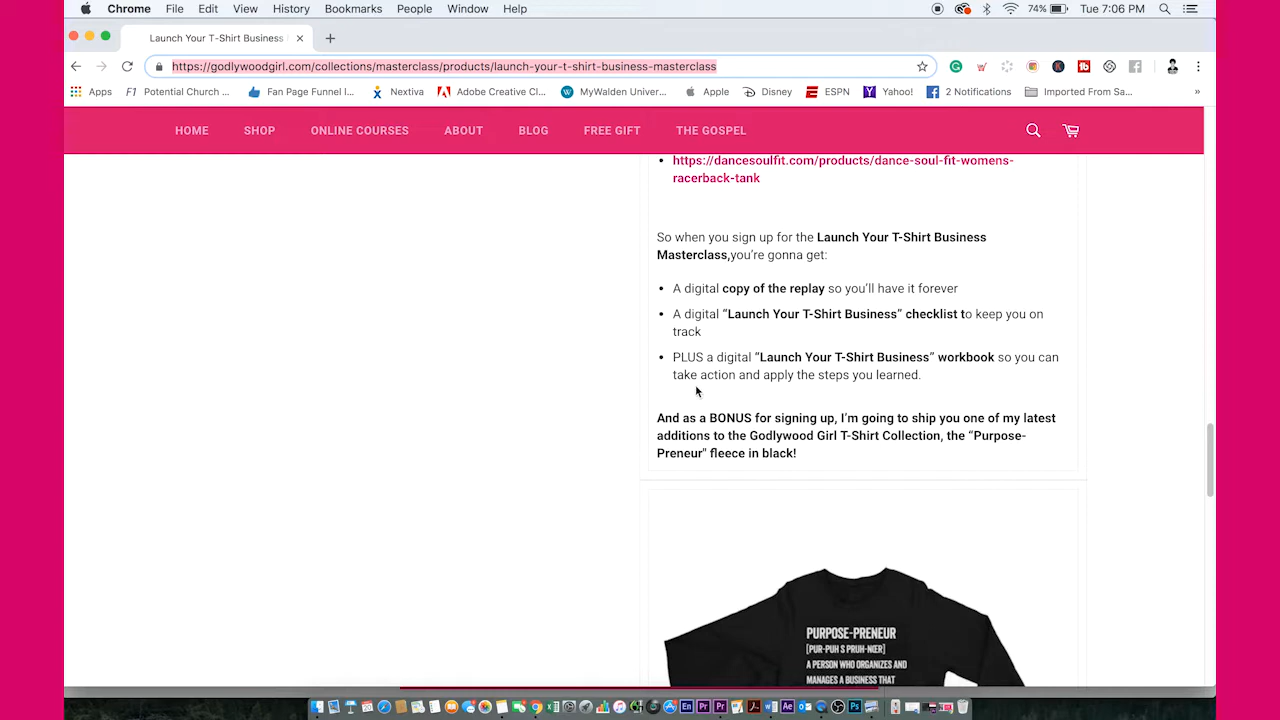 Chrome File Edit View History Bookmarks People Window Help 74% Tue 7:06 PM
Launch Your T-Shirt Business
https://godlywoodgirl.com/collections/masterclass/products/launch-your-t-shirt-business-masterclass
Apps F1 Potential Church ... Fan Page Funnel I... Nextiva Adobe Creative Cl... MyWalden Univer... Apple Disney ESPN Yahoo! 2 Notifications Imported From Sa... »
HOME SHOP ONLINE COURSES ABOUT BLOG FREE GIFT THE GOSPEL
• https://dancesoulfit.com/products/dance-soul-fit-womens-
racerback-tank
So when you sign up for the Launch Your T-Shirt Business
Masterclass,you're gonna get:
• A digital copy of the replay so you'll have it forever
• A digital “Launch Your T-Shirt Business” checklist to keep you on
track
• PLUS a digital “Launch Your T-Shirt Business” workbook so you can
take action and apply the steps you learned.
And as a BONUS for signing up, I'm going to ship you one of my latest
additions to the Godlywood Girl T-Shirt Collection, the “Purpose-
Preneur" fleece in black!
PURPOSE-PRENEUR
[PUR-PUH S PRUH-NŒR]
A PERSON WHO ORGANIZES AND
MANAGES A BUSINESS THAT